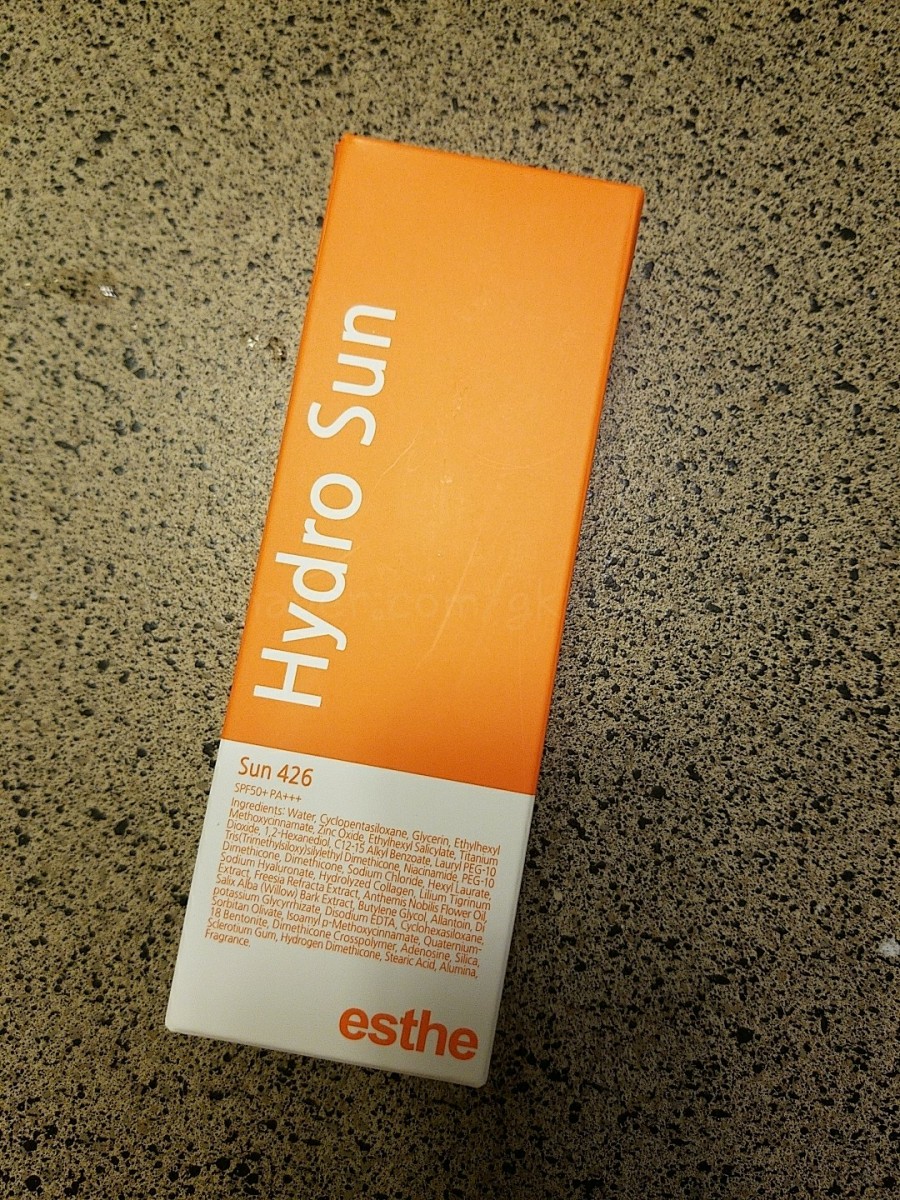 Hydro Sun
Sun 426
SPF50+ PA+++
Ingredients: Water, Cyclopentasiloxane, Glycerin, Ethylhexyl
Methoxycinnamate, Zinc Oxide, Ethylhexyl Salicylate, Titanium
Dioxide, 1,2-Hexanediol, C12-15 Alkyl Benzoate, Lauryl PEG-10
Tris(Trimethylsiloxy)silylethyl Dimethicone, Niacinamide, PEG-10
Dimethicone, Dimethicone, Sodium Chloride, Hexyl Laurate,
Sodium Hyaluronate, Hydrolyzed Collagen, Lilium Tigrinum
Extract, Freesia Refracta Extract, Anthemis Nobilis Flower Oil,
Salix Alba (Willow) Bark Extract, Butylene Glycol, Allantoin, Di
potassium Glycyrrhizate, Disodium EDTA, Cyclohexasiloxane,
Sorbitan Olivate, Isoamyl p-Methoxycinnamate, Quaternium-
18 Bentonite, Dimethicone Crosspolymer, Adenosine, Silica,
Sclerotium Gum, Hydrogen Dimethicone, Stearic Acid, Alumina,
Fragrance.
esthe